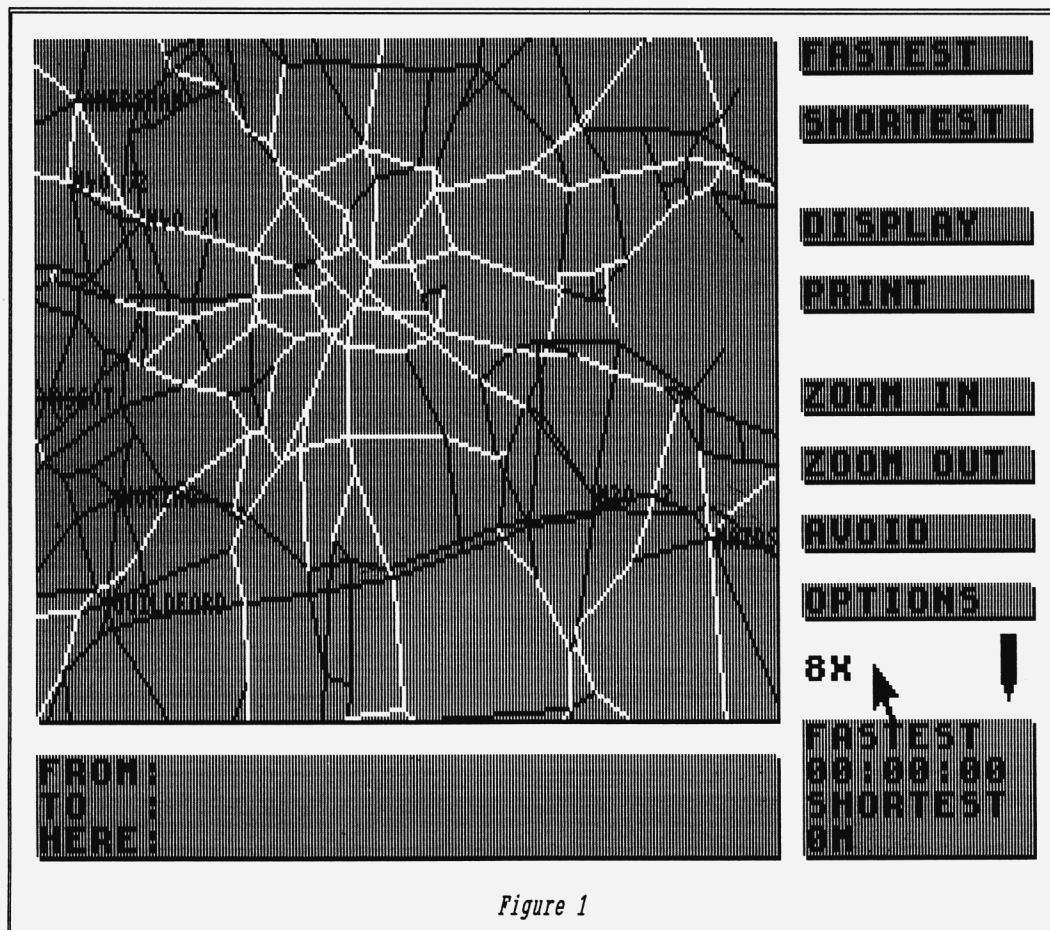 FASTEST
SHORTEST
DISPLAY
PRINT
ZOOM IN
ZOOM OUT
AVOID
OPTIONS
8X
FASTEST
00:00:00
SHORTEST
0M
GUILDFORD
FROM:
TO :
HERE:
Figure 1